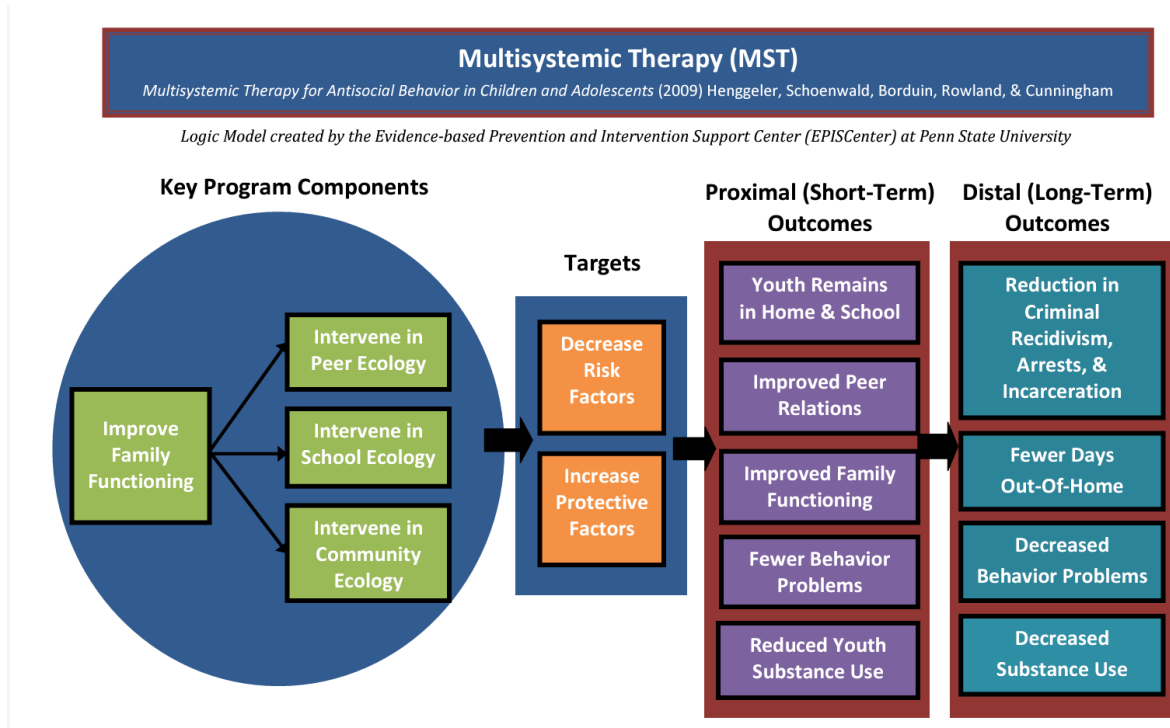 Multisystemic Therapy (MST)
Multisystemic Therapy for Antisocial Behavior in Children and Adolescents (2009) Henggeler, Schoenwald, Borduin, Rowland, & Cunningham
Logic Model created by the Evidence-based Prevention and Intervention Support Center (EPISCenter) at Penn State University
Key Program Components
Improve
Family
Functioning
Intervene in
Peer Ecology
Intervene in
School Ecology
Intervene in
Community
Ecology
Targets
Decrease
Risk
Factors
Increase
Protective
Factors
Proximal (Short-Term)
Outcomes
Youth Remains
in Home & School
Improved Peer
Relations
Improved Family
Functioning
Fewer Behavior
Problems
Reduced Youth
Substance Use
Distal (Long-Term)
Outcomes
Reduction in
Criminal
Recidivism,
Arrests, &
Incarceration
Fewer Days
Out-Of-Home
Decreased
Behavior Problems
Decreased
Substance Use